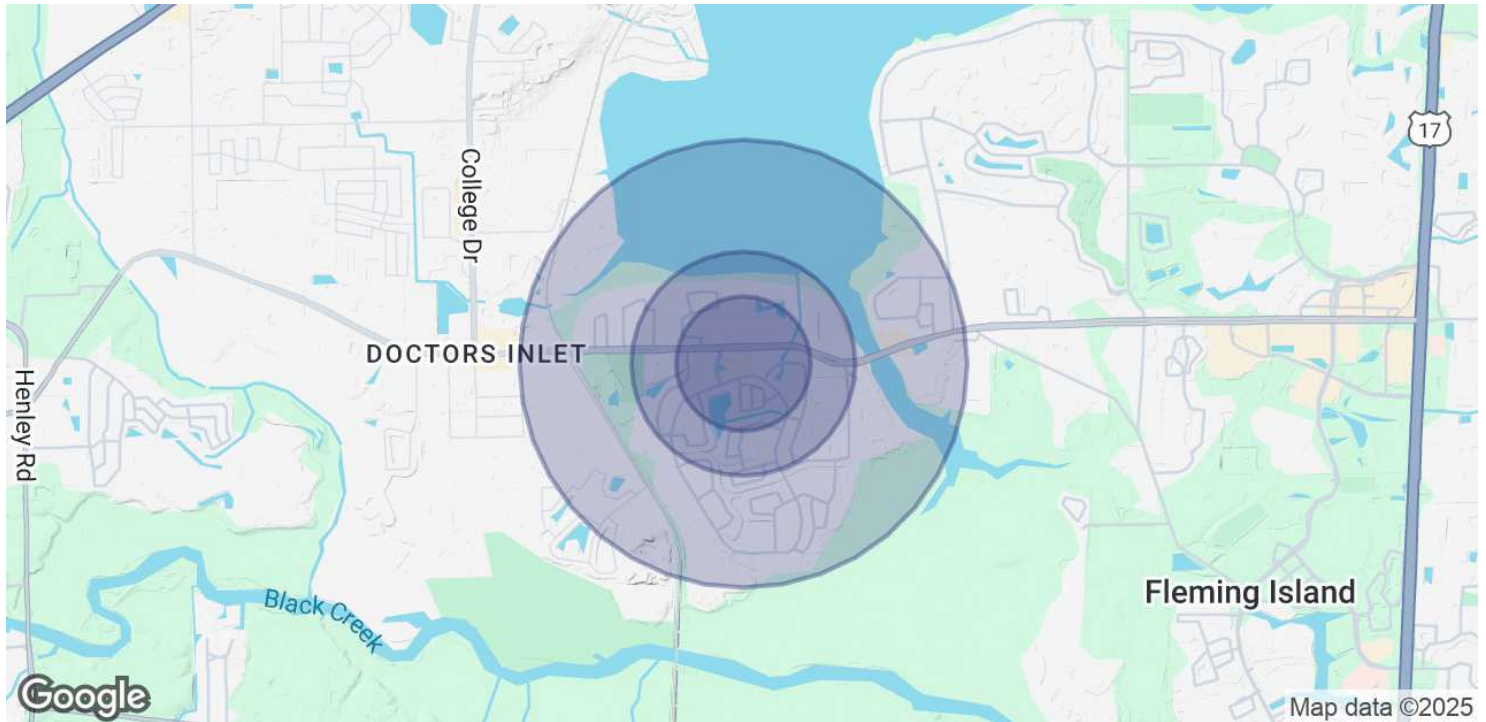 17
College Dr
DOCTORS INLET
Henley Rd
Fleming Island
Black Creek
Google
Map data ©2025